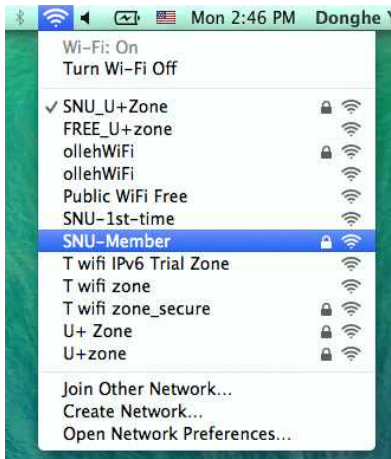 Mon 2:46 PM Donghe
Wi-Fi: On
Turn Wi-Fi Off
SNU_U+Zone
FREE_U+zone
ollehWiFi
ollehWiFi
Public WiFi Free
SNU-1st-time
SNU-Member
T wifi IPv6 Trial Zone
T wifi zone
T wifi zone_secure
U+ Zone
U+zone
Join Other Network...
Create Network...
Open Network Preferences...